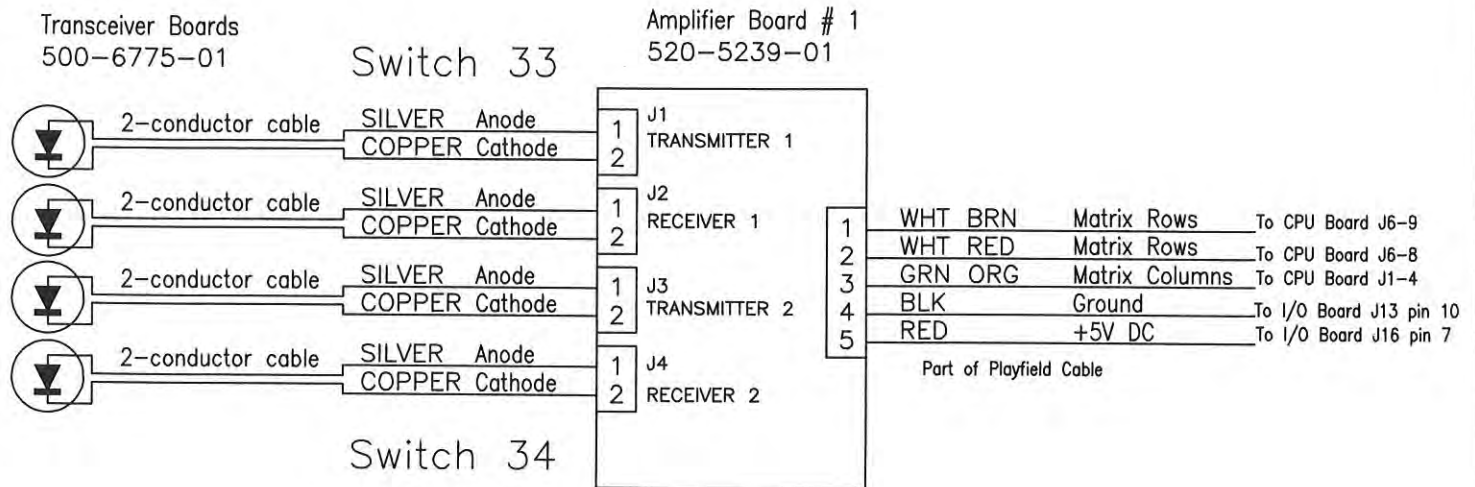 Transceiver Boards
500-6775-01
Switch 33
Amplifier Board # 1
520-5239-01
2-conductor cable
SILVER Anode
COPPER Cathode
1
2
J1
TRANSMITTER 1
2-conductor cable
SILVER Anode
COPPER Cathode
1
2
J2
RECEIVER 1
2-conductor cable
SILVER Anode
COPPER Cathode
1
2
J3
TRANSMITTER 2
2-conductor cable
SILVER Anode
COPPER Cathode
1
2
J4
RECEIVER 2
Switch 34
1 WHT BRN Matrix Rows To CPU Board J6-9
2 WHT RED Matrix Rows To CPU Board J6-8
3 GRN ORG Matrix Columns To CPU Board J1-4
4 BLK Ground To I/O Board J13 pin 10
5 RED +5V DC To I/O Board J16 pin 7
Part of Playfield Cable